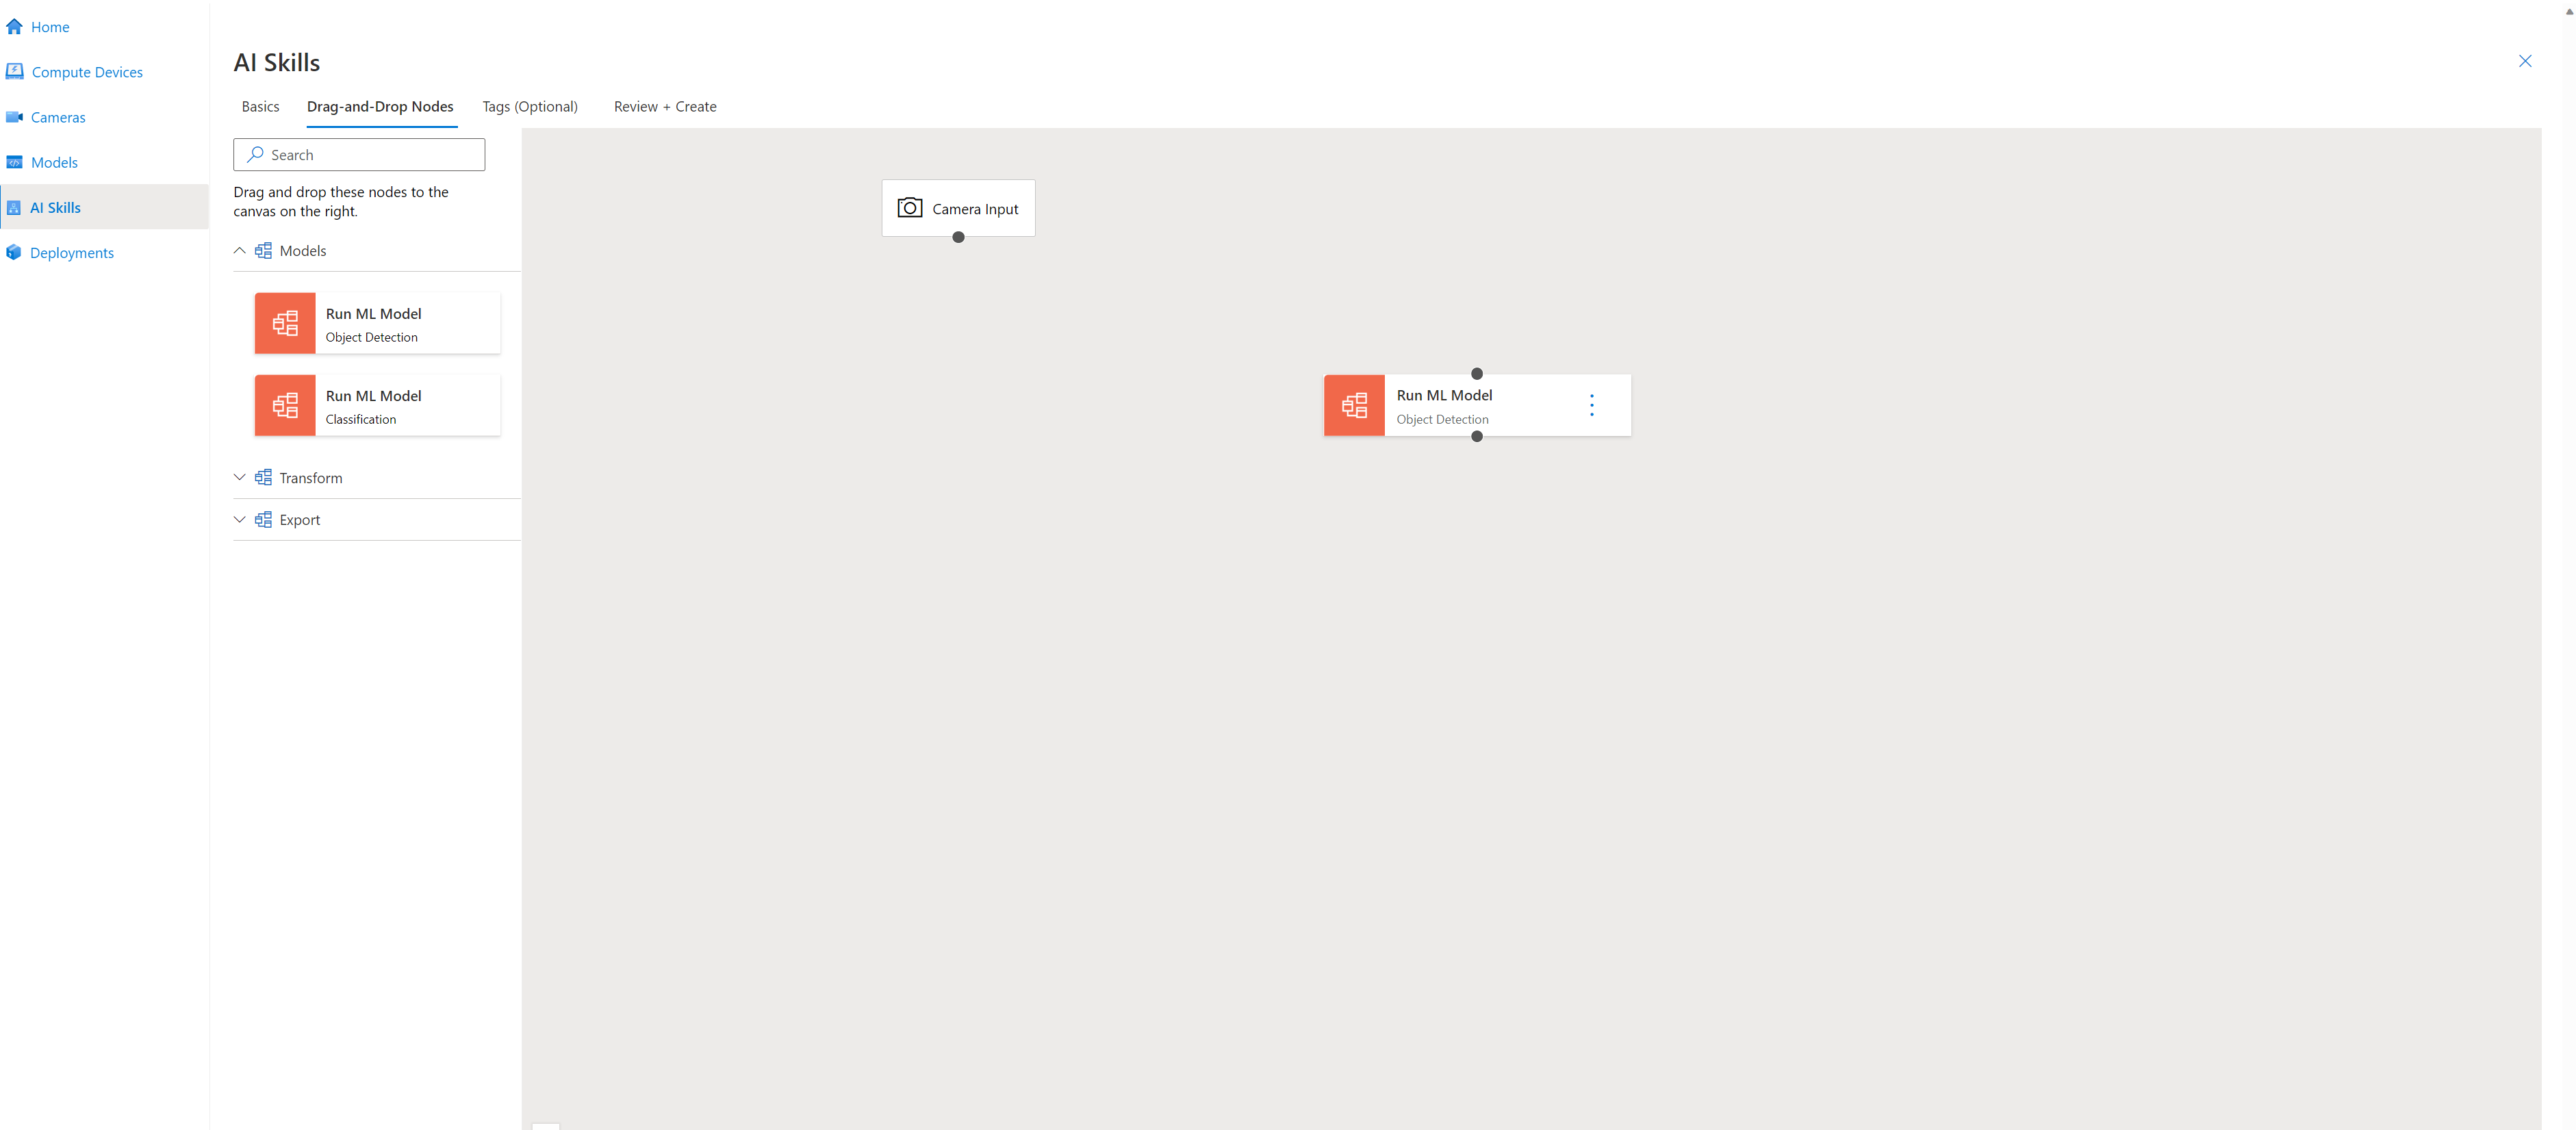 Home
Compute Devices
Cameras
Models
AI Skills
Deployments
AI Skills
Basics
Drag-and-Drop Nodes
Tags (Optional)
Review + Create
Search
Drag and drop these nodes to the
canvas on the right.
Models
Run ML Model
Object Detection
Run ML Model
Classification
Transform
Export
Camera Input
Run ML Model
Object Detection